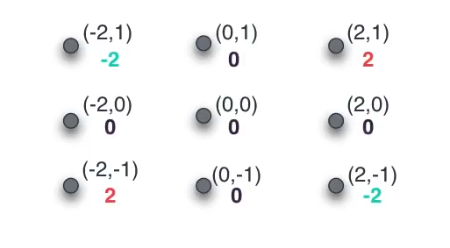 (-2,1) (0,1) (2,1)
-2 0 2
(-2,0) (0,0) (2,0)
0 0 0
(-2,-1) (0,-1) (2,-1)
2 0 -2